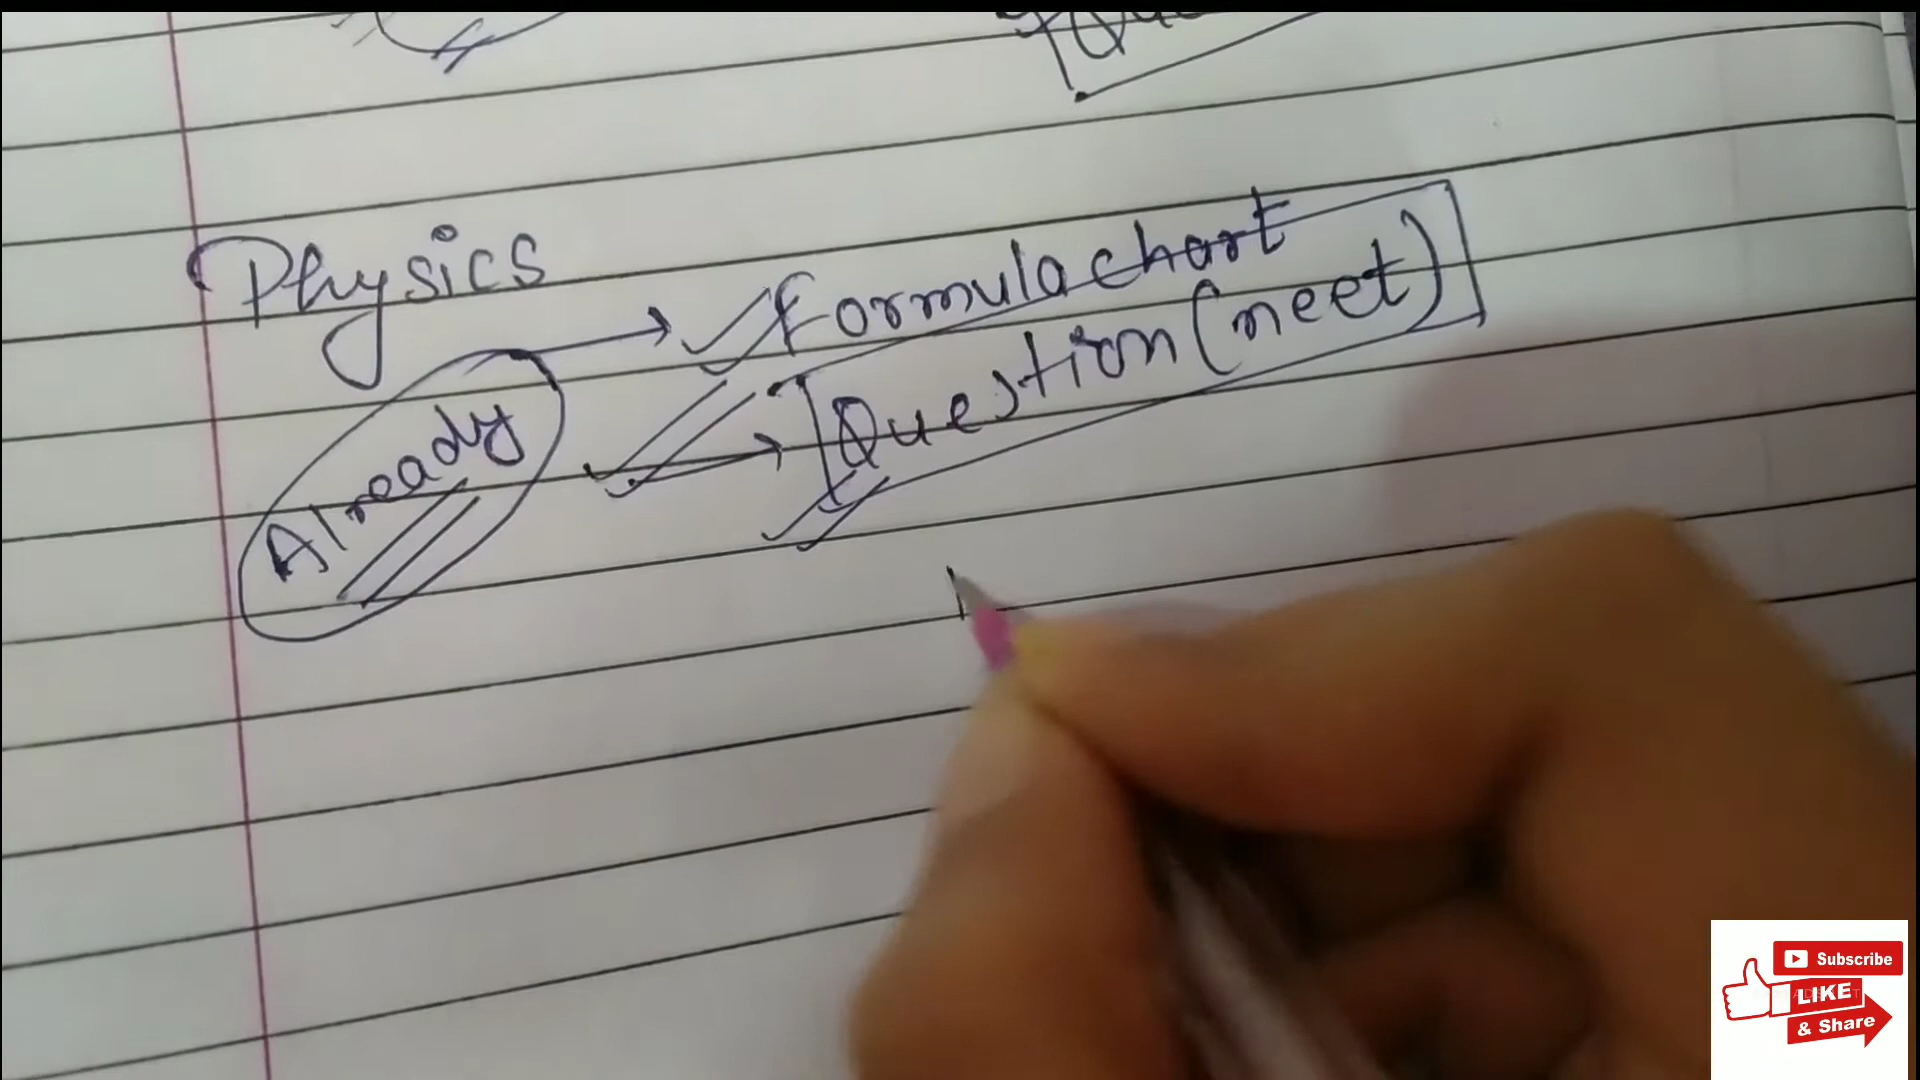 Physics
→ Formula chart
Already → Question (neet)
Subscribe
LIKE
& Share